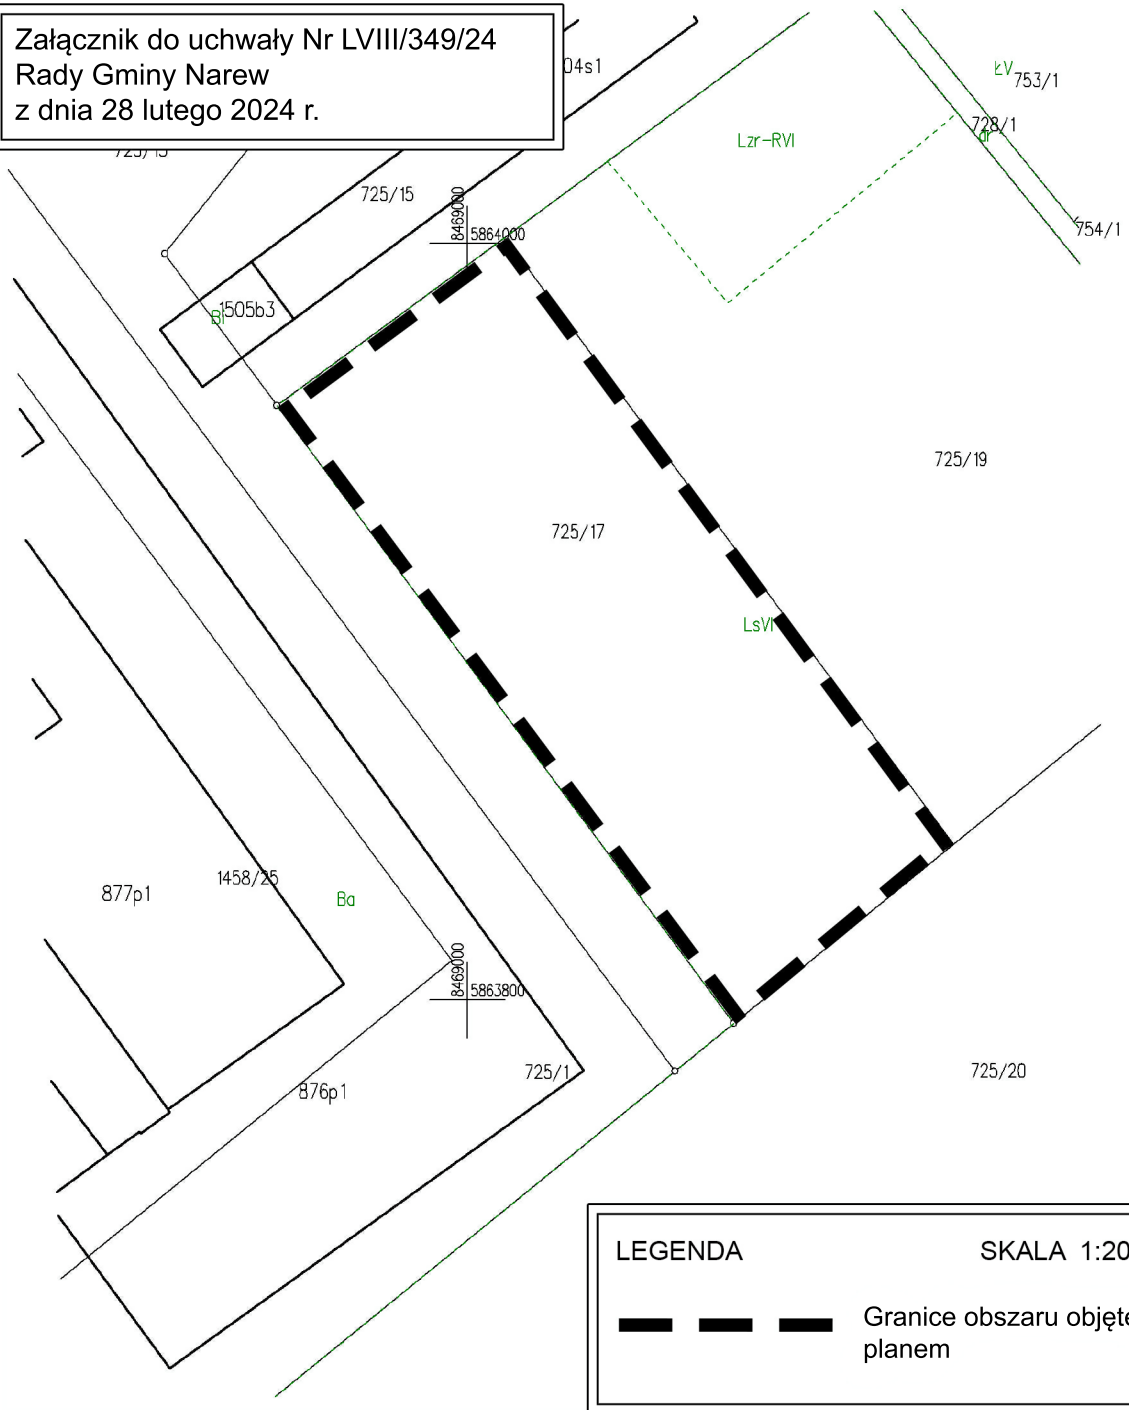 Załącznik do uchwały Nr LVIII/349/24
Rady Gminy Narew
z dnia 28 lutego 2024 r.
04s1
ŁV
753/1
728/1
dr
Lzr-RVI
754/1
725/15
8469000
5864000
1505b3
BI
725/19
725/17
LsVI
877p1
1458/25
Ba
8469000
5863800
725/1
876p1
725/20
LEGENDA
SKALA 1:20
Granice obszaru objęte
planem